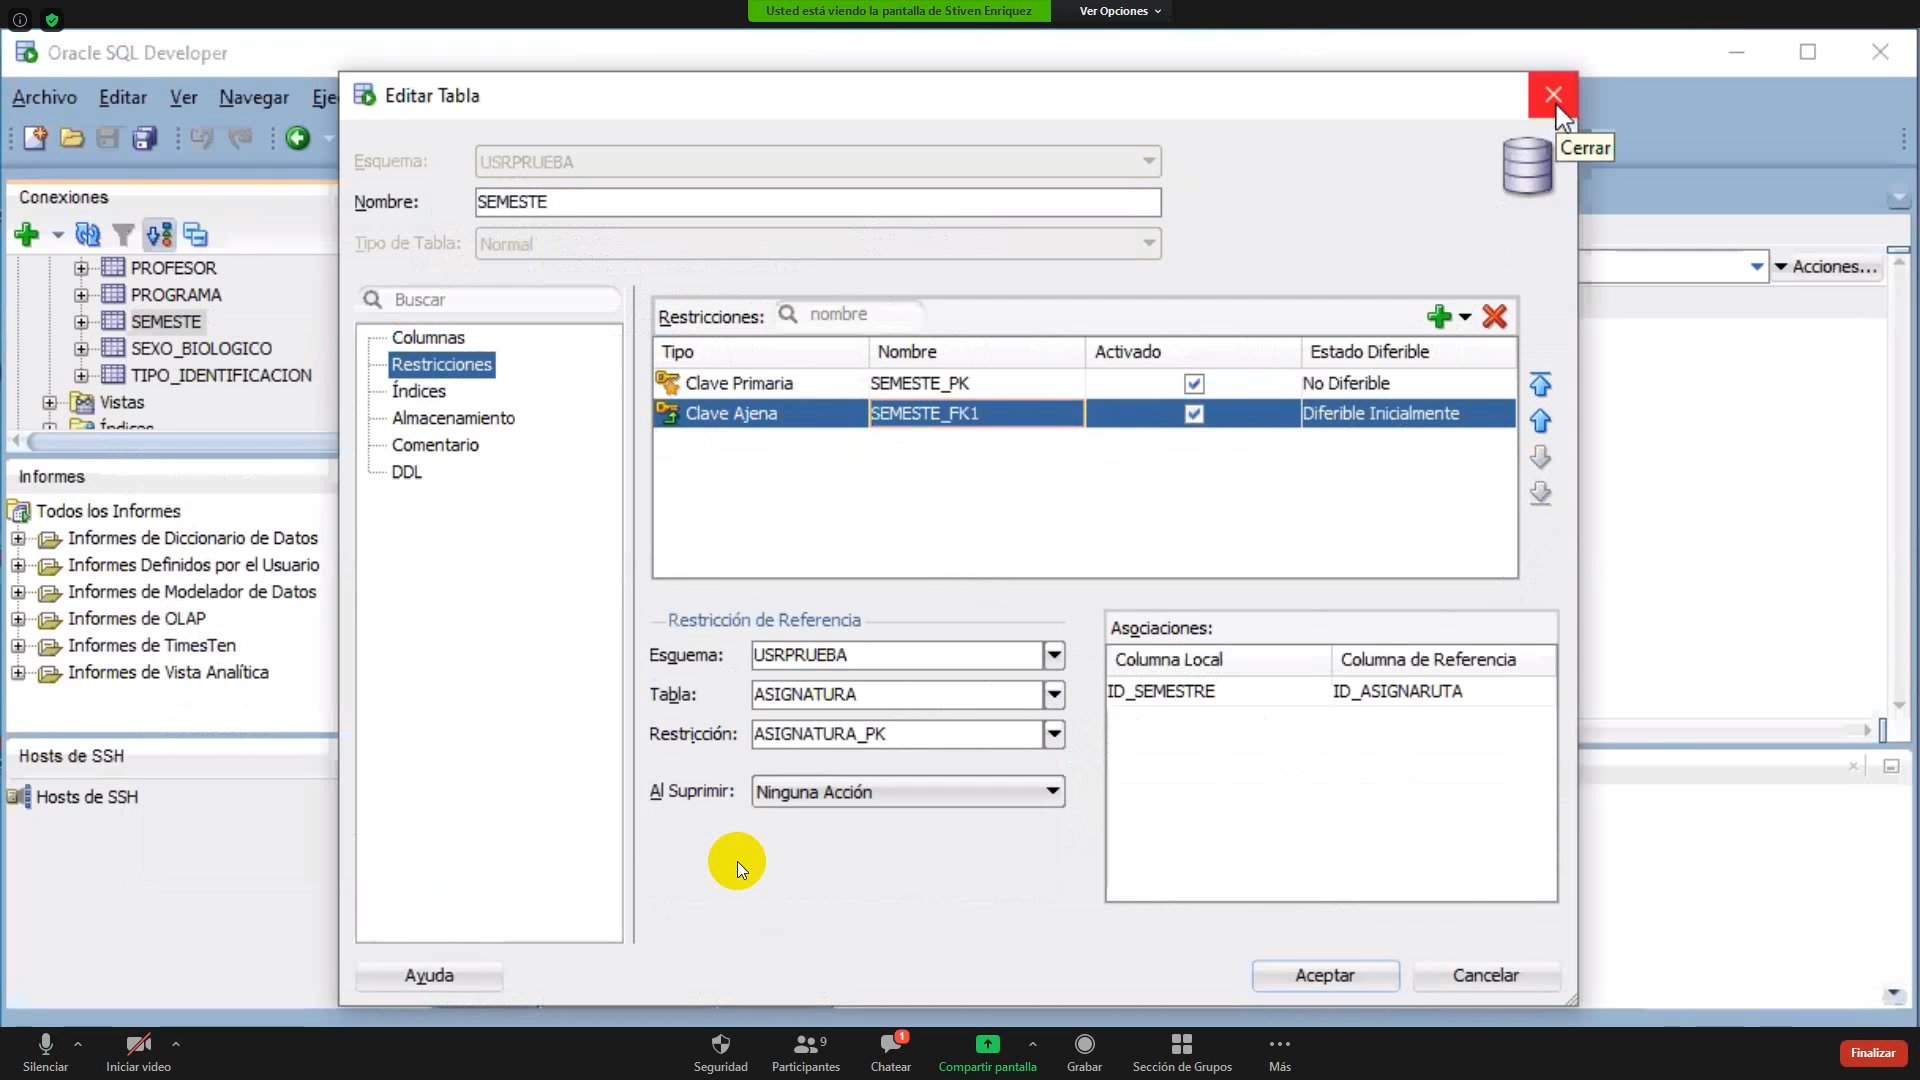 Usted está viendo la pantalla de Stiven Enriquez
Ver Opciones
Oracle SQL Developer
Archivo Editar Ver Navegar Eje
Editar Tabla
Cerrar
Esquema: USRPRUEBA
Nombre: SEMESTE
Tipo de Tabla: Normal
Conexiones
PROFESOR
PROGRAMA
SEMESTE
SEXO_BIOLOGICO
TIPO_IDENTIFICACION
Vistas
Índices
Acciones...
Buscar
Columnas
Restricciones
Índices
Almacenamiento
Comentario
DDL
Restricciones: nombre
Tipo Nombre Activado Estado Diferible
Clave Primaria SEMESTE_PK No Diferible
Clave Ajena SEMESTE_FK1 Diferible Inicialmente
Informes
Todos los Informes
Informes de Diccionario de Datos
Informes Definidos por el Usuario
Informes de Modelador de Datos
Informes de OLAP
Informes de TimesTen
Informes de Vista Analítica
Restricción de Referencia
Esquema: USRPRUEBA
Tabla: ASIGNATURA
Restricción: ASIGNATURA_PK
Al Suprimir: Ninguna Acción
Asociaciones:
Columna Local Columna de Referencia
ID_SEMESTRE ID_ASIGNARUTA
Hosts de SSH
Hosts de SSH
Ayuda Aceptar Cancelar
Silenciar
Iniciar video
Seguridad
9
Participantes
1
Chatear
Compartir pantalla
Grabar
Sección de Grupos
Más
Finalizar